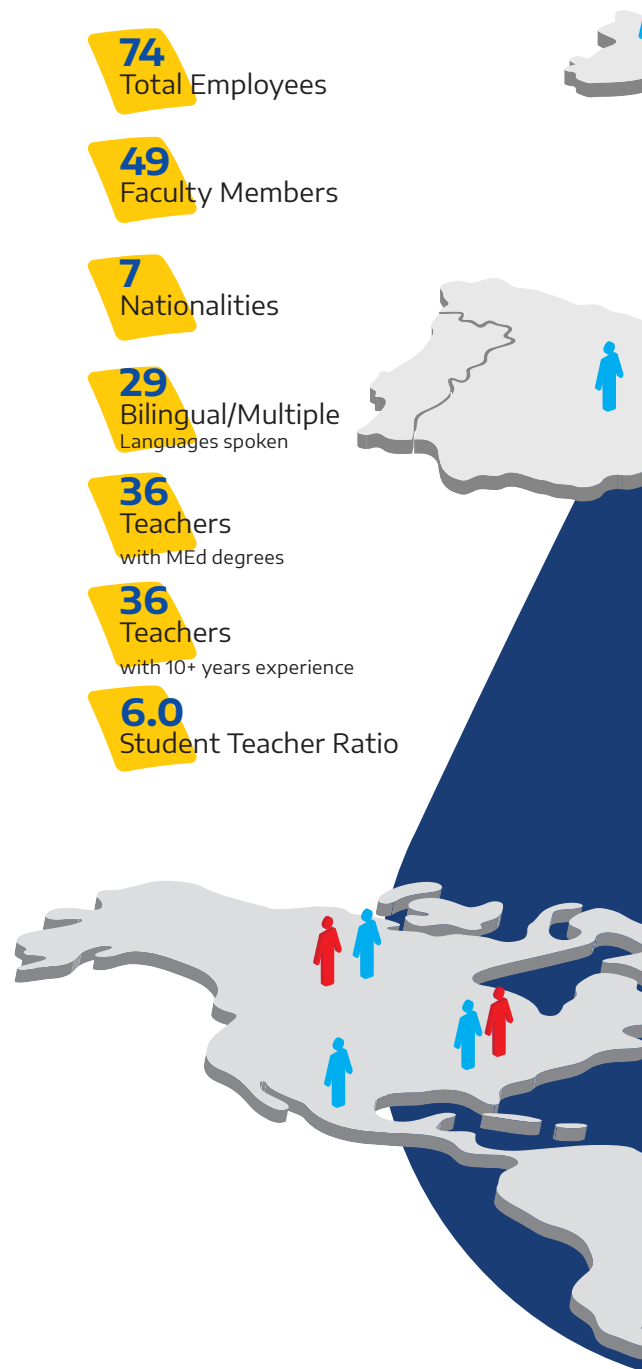 74
Total Employees
49
Faculty Members
7
Nationalities
29
Bilingual/Multiple
Languages spoken
36
Teachers
with MEd degrees
36
Teachers
with 10+ years experience
6.0
Student Teacher Ratio